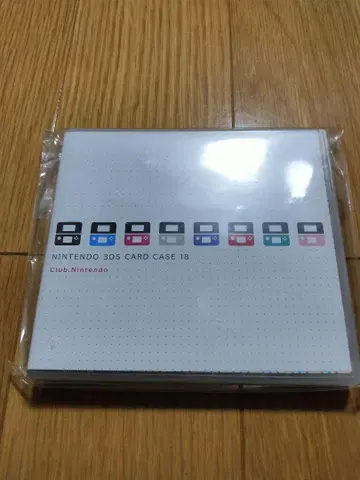 NINTENDO 3DS CARD CASE 18
Club.Nintendo